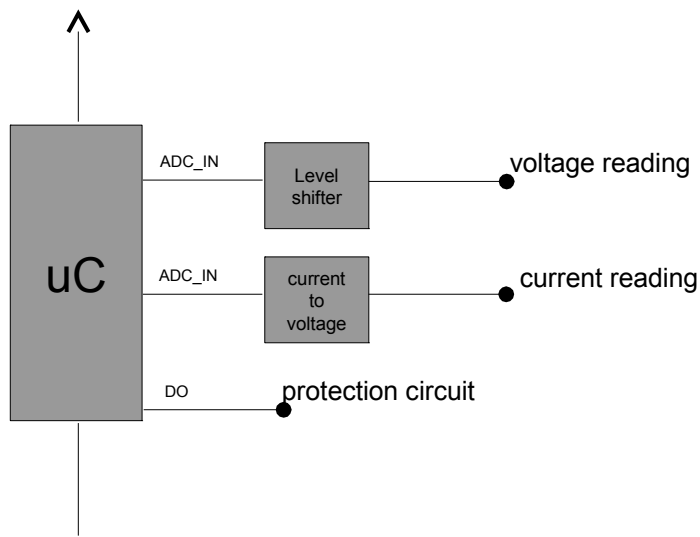 ADC_IN
Level
shifter
voltage reading
uC
ADC_IN
current
to
voltage
current reading
DO
protection circuit